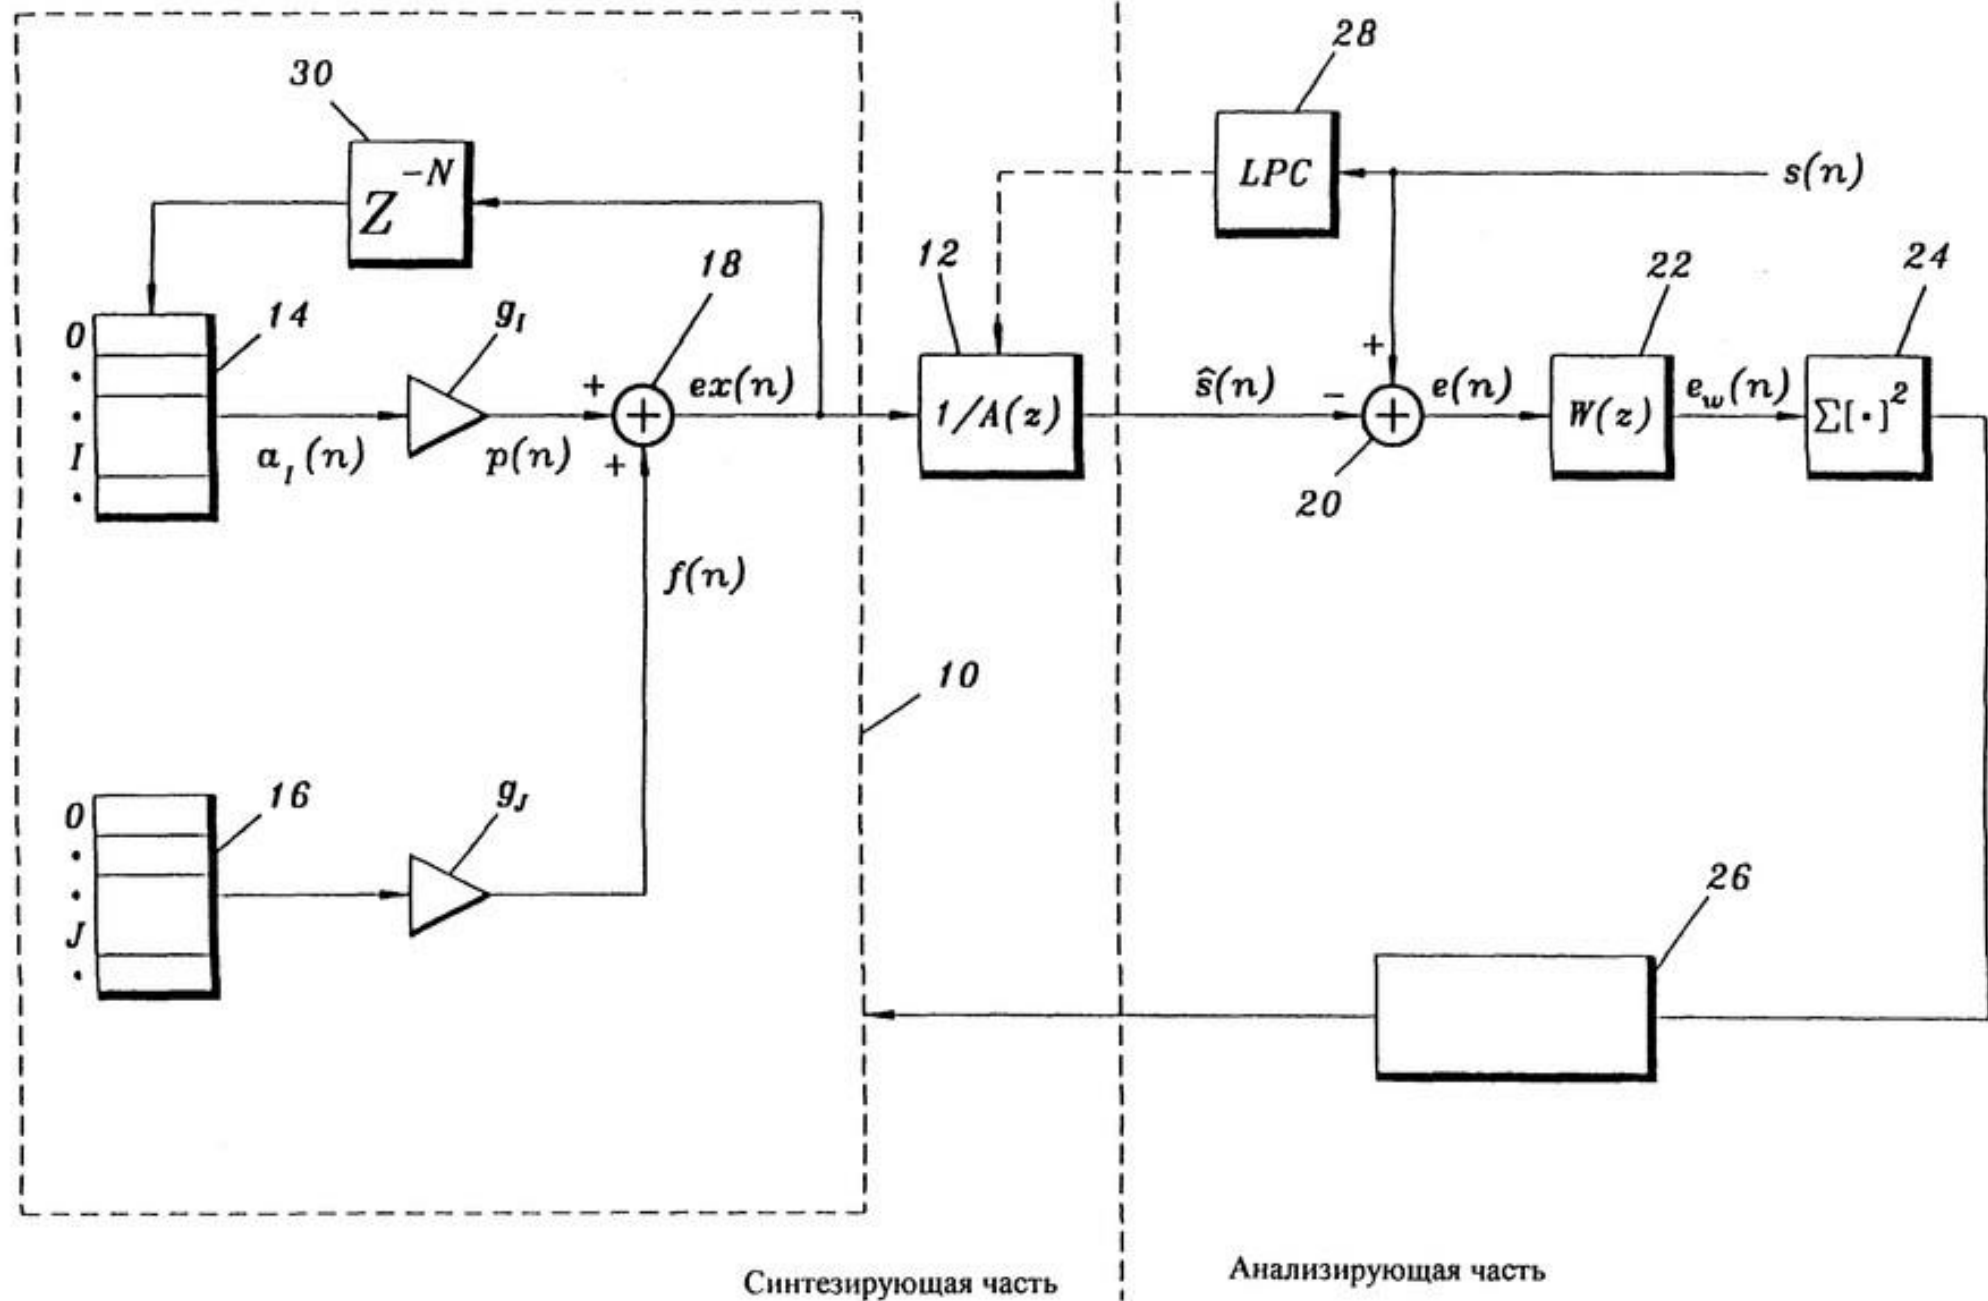 28
30
LPC
s(n)
Z^{-N}
12
18
22
24
0
14
g_I
+
·
+
ex(n)
1/A(z)
ŝ(n)
−
+
e(n)
W(z)
e_w(n)
Σ[·]^2
·
I
a_I(n)
p(n)
+
20
·
f(n)
10
0
16
g_J
26
·
·
J
·
Синтезирующая часть
Анализирующая часть